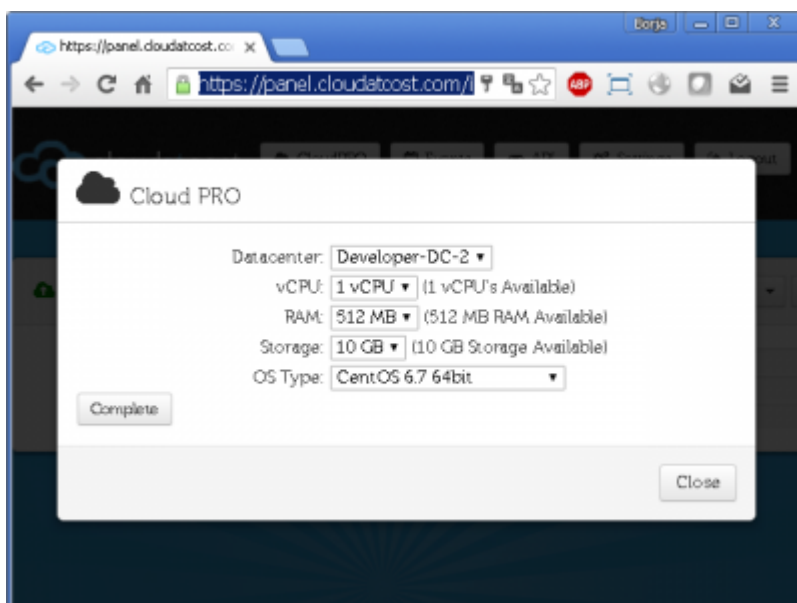 Borja
https://panel.cloudatcost.co
https://panel.cloudatcost.com/l
ABP
Cloud PRO
Datacenter: Developer-DC-2
vCPU: 1 vCPU (1 vCPU's Available)
RAM: 512 MB (512 MB RAM Available)
Storage: 10 GB (10 GB Storage Available)
OS Type: CentOS 6.7 64bit
Complete
Close